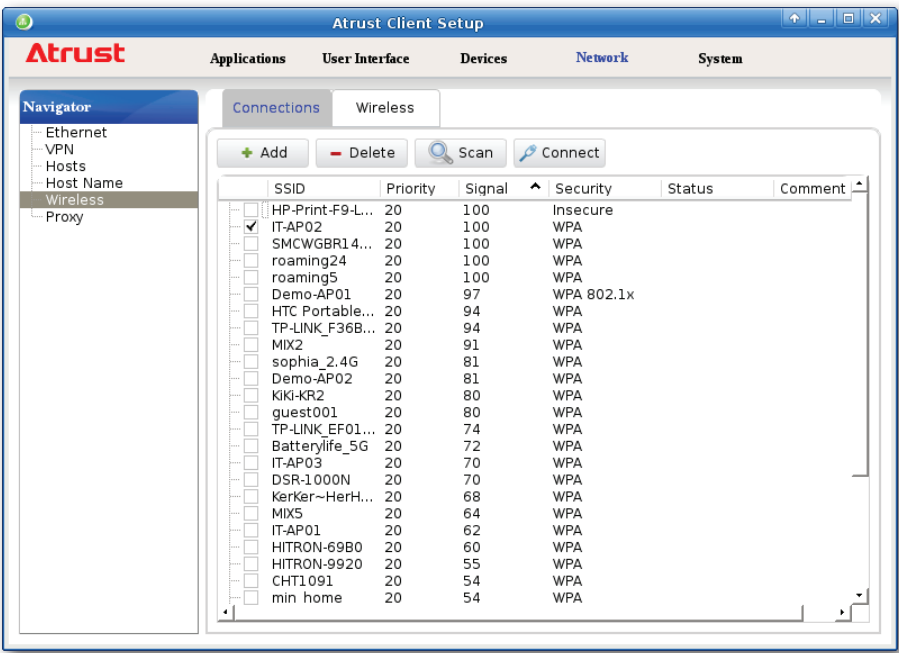 Atrust Client Setup
Atrust
Applications User Interface Devices Network System
Navigator
Ethernet
VPN
Hosts
Host Name
Wireless
Proxy
Connections Wireless
Add Delete Scan Connect
SSID Priority Signal Security Status Comment
HP-Print-F9-L... 20 100 Insecure
IT-AP02 20 100 WPA
SMCWGBR14... 20 100 WPA
roaming24 20 100 WPA
roaming5 20 100 WPA
Demo-AP01 20 97 WPA 802.1x
HTC Portable... 20 94 WPA
TP-LINK_F36B... 20 94 WPA
MIX2 20 91 WPA
sophia_2.4G 20 81 WPA
Demo-AP02 20 81 WPA
KiKi-KR2 20 80 WPA
guest001 20 80 WPA
TP-LINK_EF01... 20 74 WPA
Batterylife_5G 20 72 WPA
IT-AP03 20 70 WPA
DSR-1000N 20 70 WPA
KerKer~HerH... 20 68 WPA
MIX5 20 64 WPA
IT-AP01 20 62 WPA
HITRON-69B0 20 60 WPA
HITRON-9920 20 55 WPA
CHT1091 20 54 WPA
min home 20 54 WPA